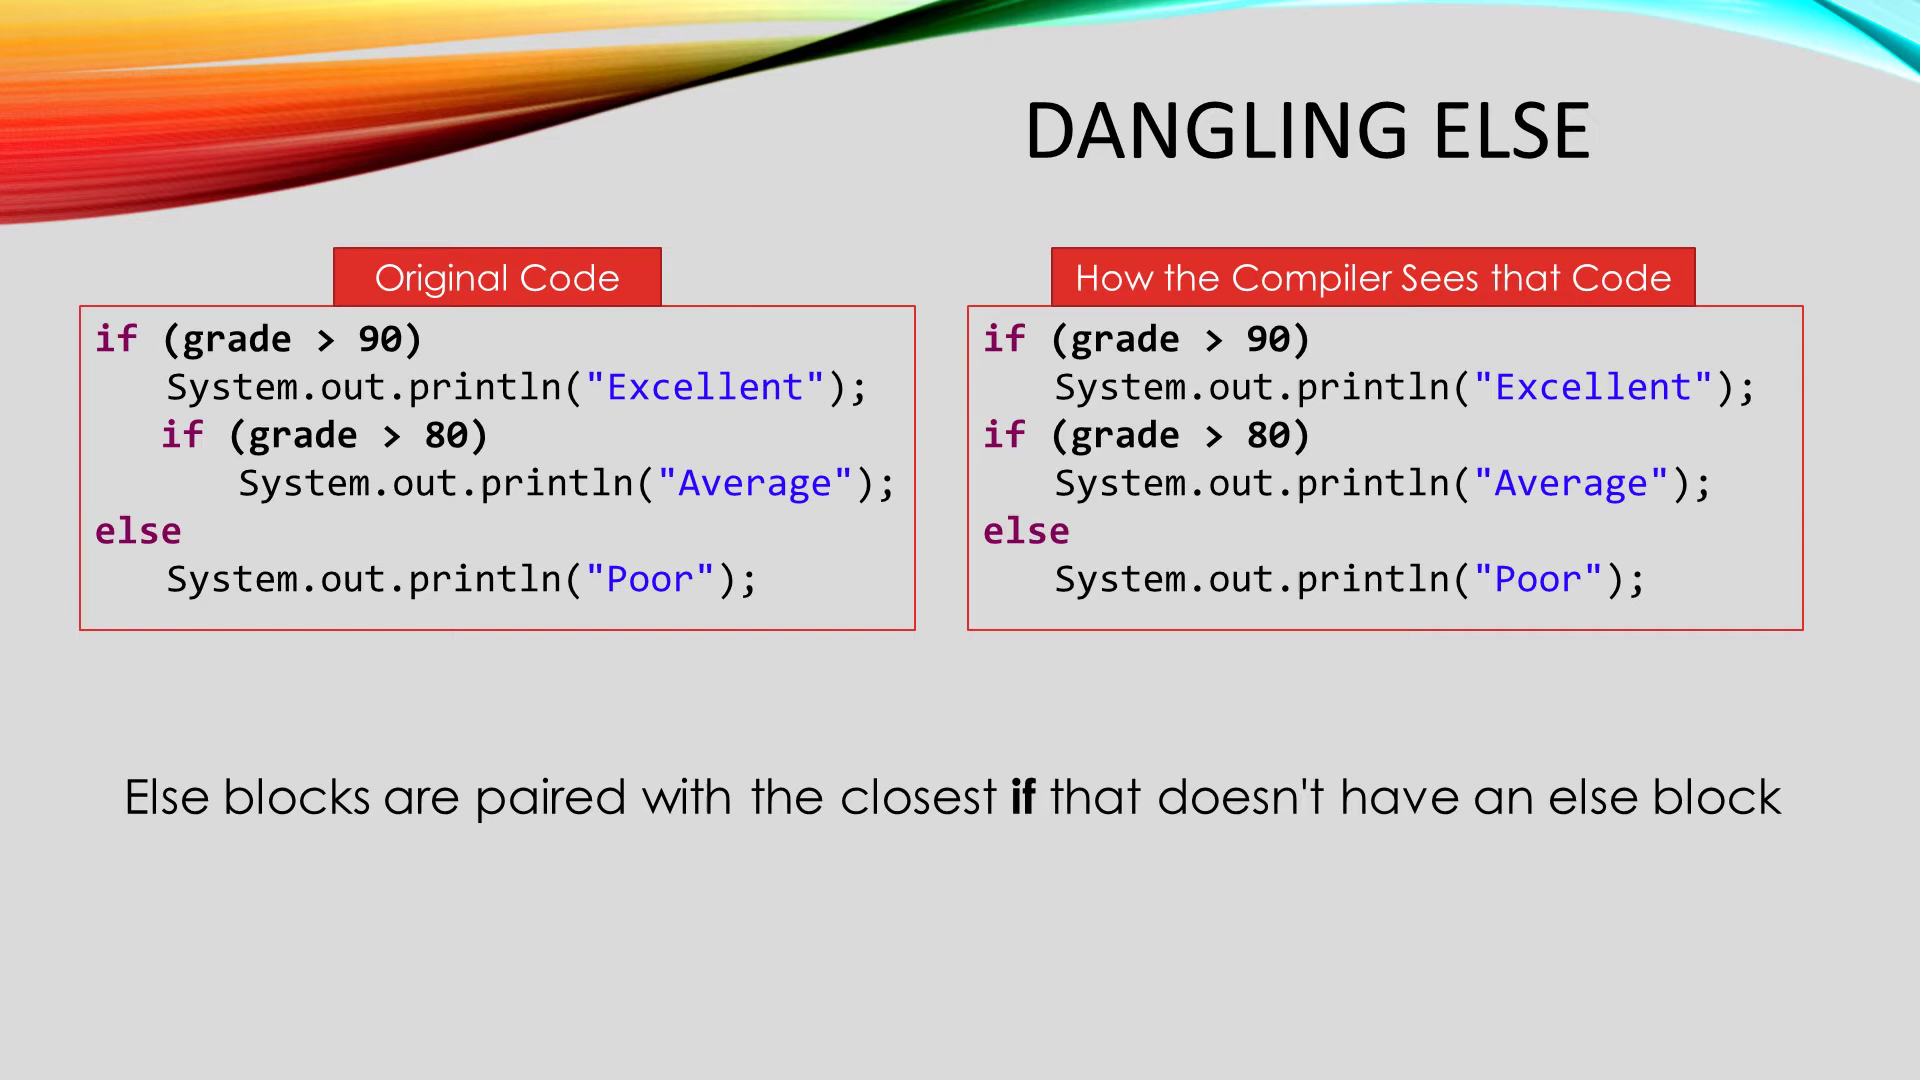 DANGLING ELSE
Original Code
if (grade > 90)
System.out.println("Excellent");
if (grade > 80)
System.out.println("Average");
else
System.out.println("Poor");
How the Compiler Sees that Code
if (grade > 90)
System.out.println("Excellent");
if (grade > 80)
System.out.println("Average");
else
System.out.println("Poor");
Else blocks are paired with the closest if that doesn't have an else block